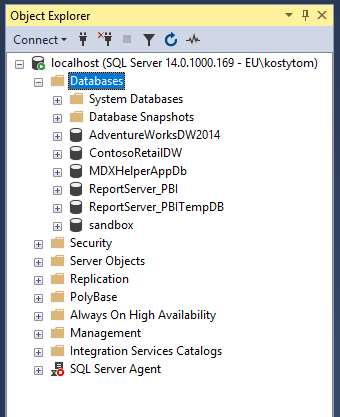 Object Explorer
Connect
localhost (SQL Server 14.0.1000.169 - EU\kostytom)
Databases
System Databases
Database Snapshots
AdventureWorksDW2014
ContosoRetailDW
MDXHelperAppDb
ReportServer_PBI
ReportServer_PBITempDB
sandbox
Security
Server Objects
Replication
PolyBase
Always On High Availability
Management
Integration Services Catalogs
SQL Server Agent